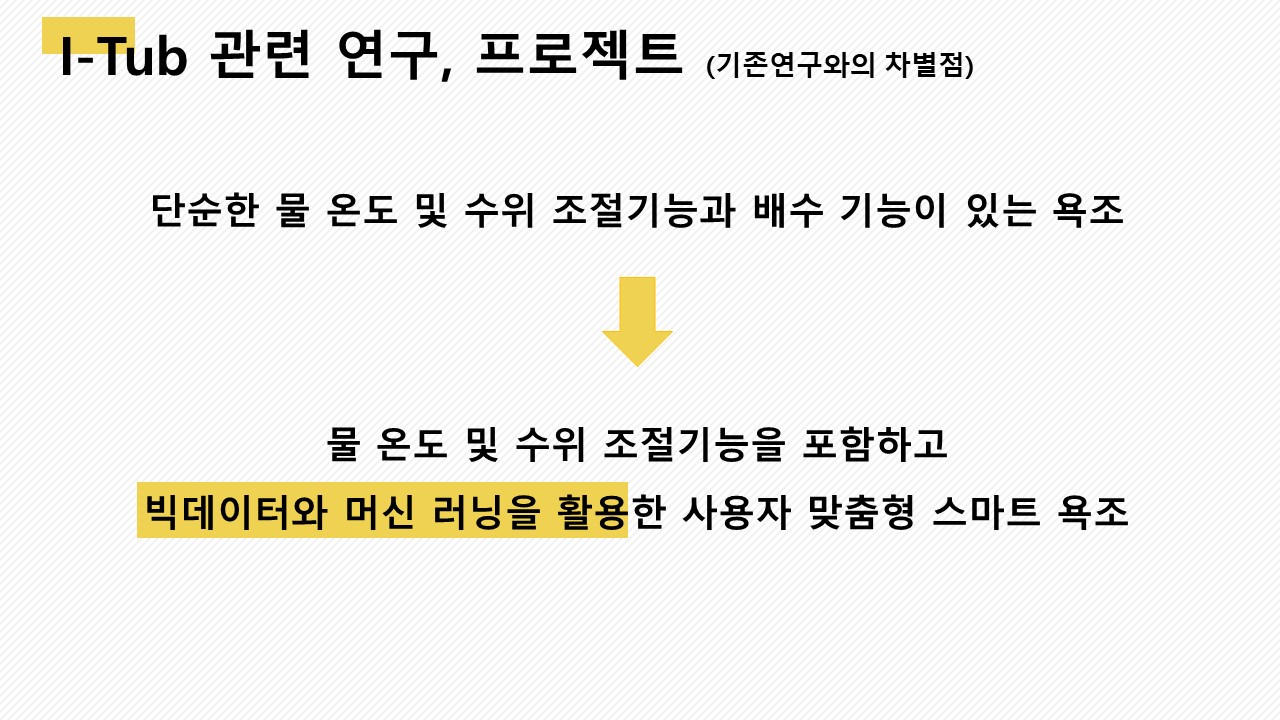 I-Tub 관련 연구, 프로젝트 (기존연구와의 차별점)
단순한 물 온도 및 수위 조절기능과 배수 기능이 있는 욕조
물 온도 및 수위 조절기능을 포함하고
빅데이터와 머신 러닝을 활용한 사용자 맞춤형 스마트 욕조